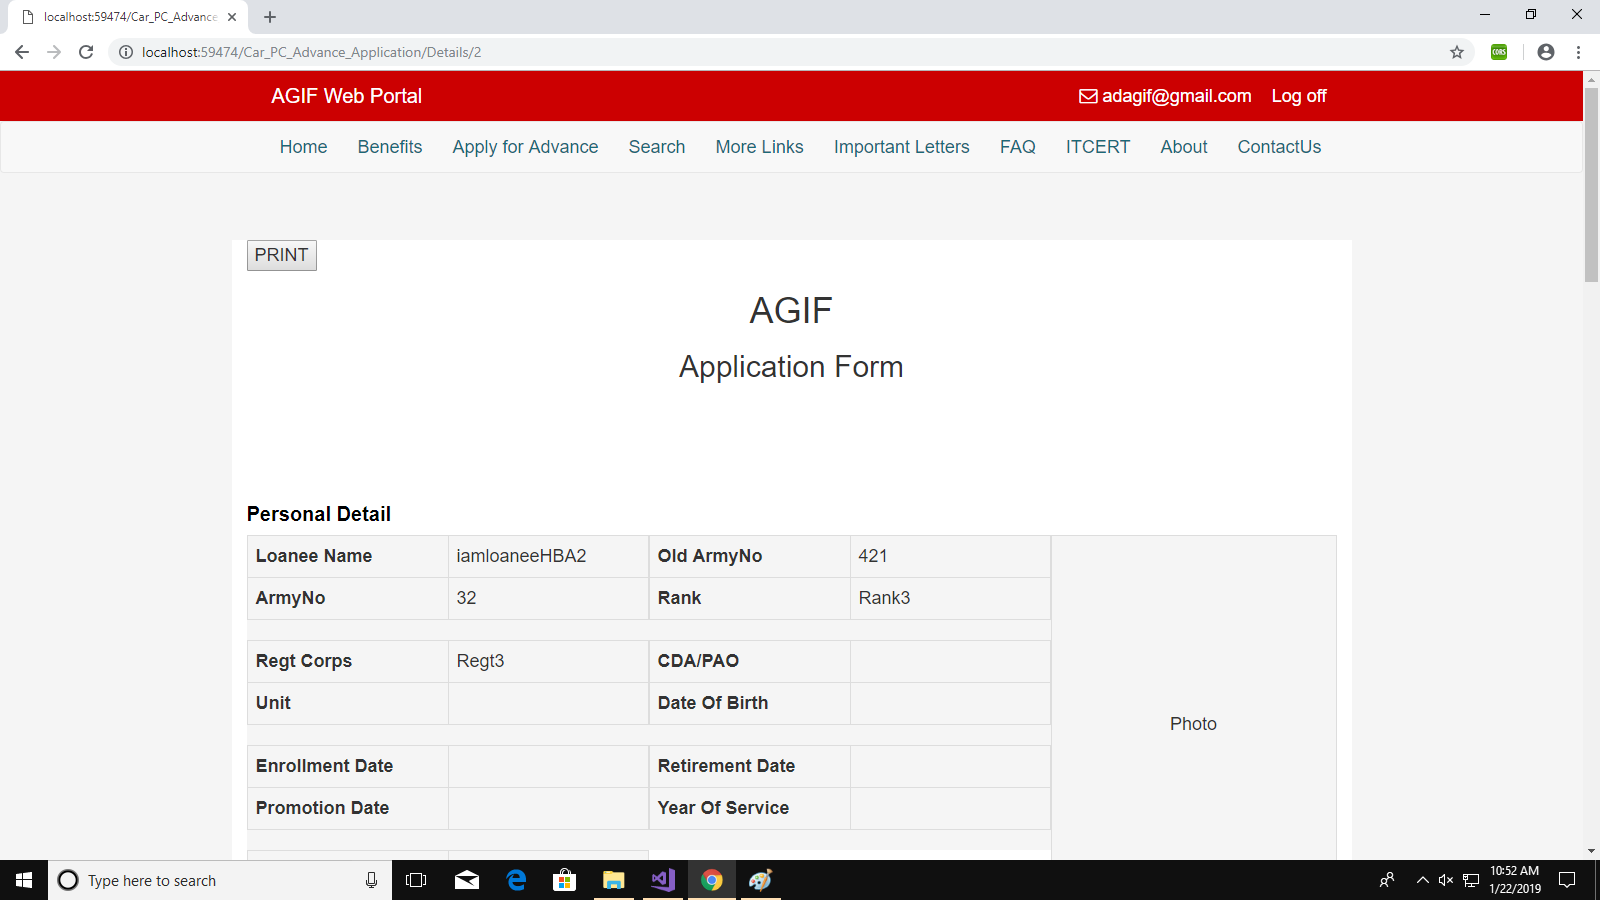 localhost:59474/Car_PC_Advance
localhost:59474/Car_PC_Advance_Application/Details/2
CORS
AGIF Web Portal
adagif@gmail.com Log off
Home Benefits Apply for Advance Search More Links Important Letters FAQ ITCERT About ContactUs
PRINT
AGIF
Application Form
Personal Detail
Loanee Name iamloaneeHBA2 Old ArmyNo 421
ArmyNo 32 Rank Rank3
Regt Corps Regt3 CDA/PAO
Unit Date Of Birth
Photo
Enrollment Date Retirement Date
Promotion Date Year Of Service
Type here to search
10:52 AM
1/22/2019